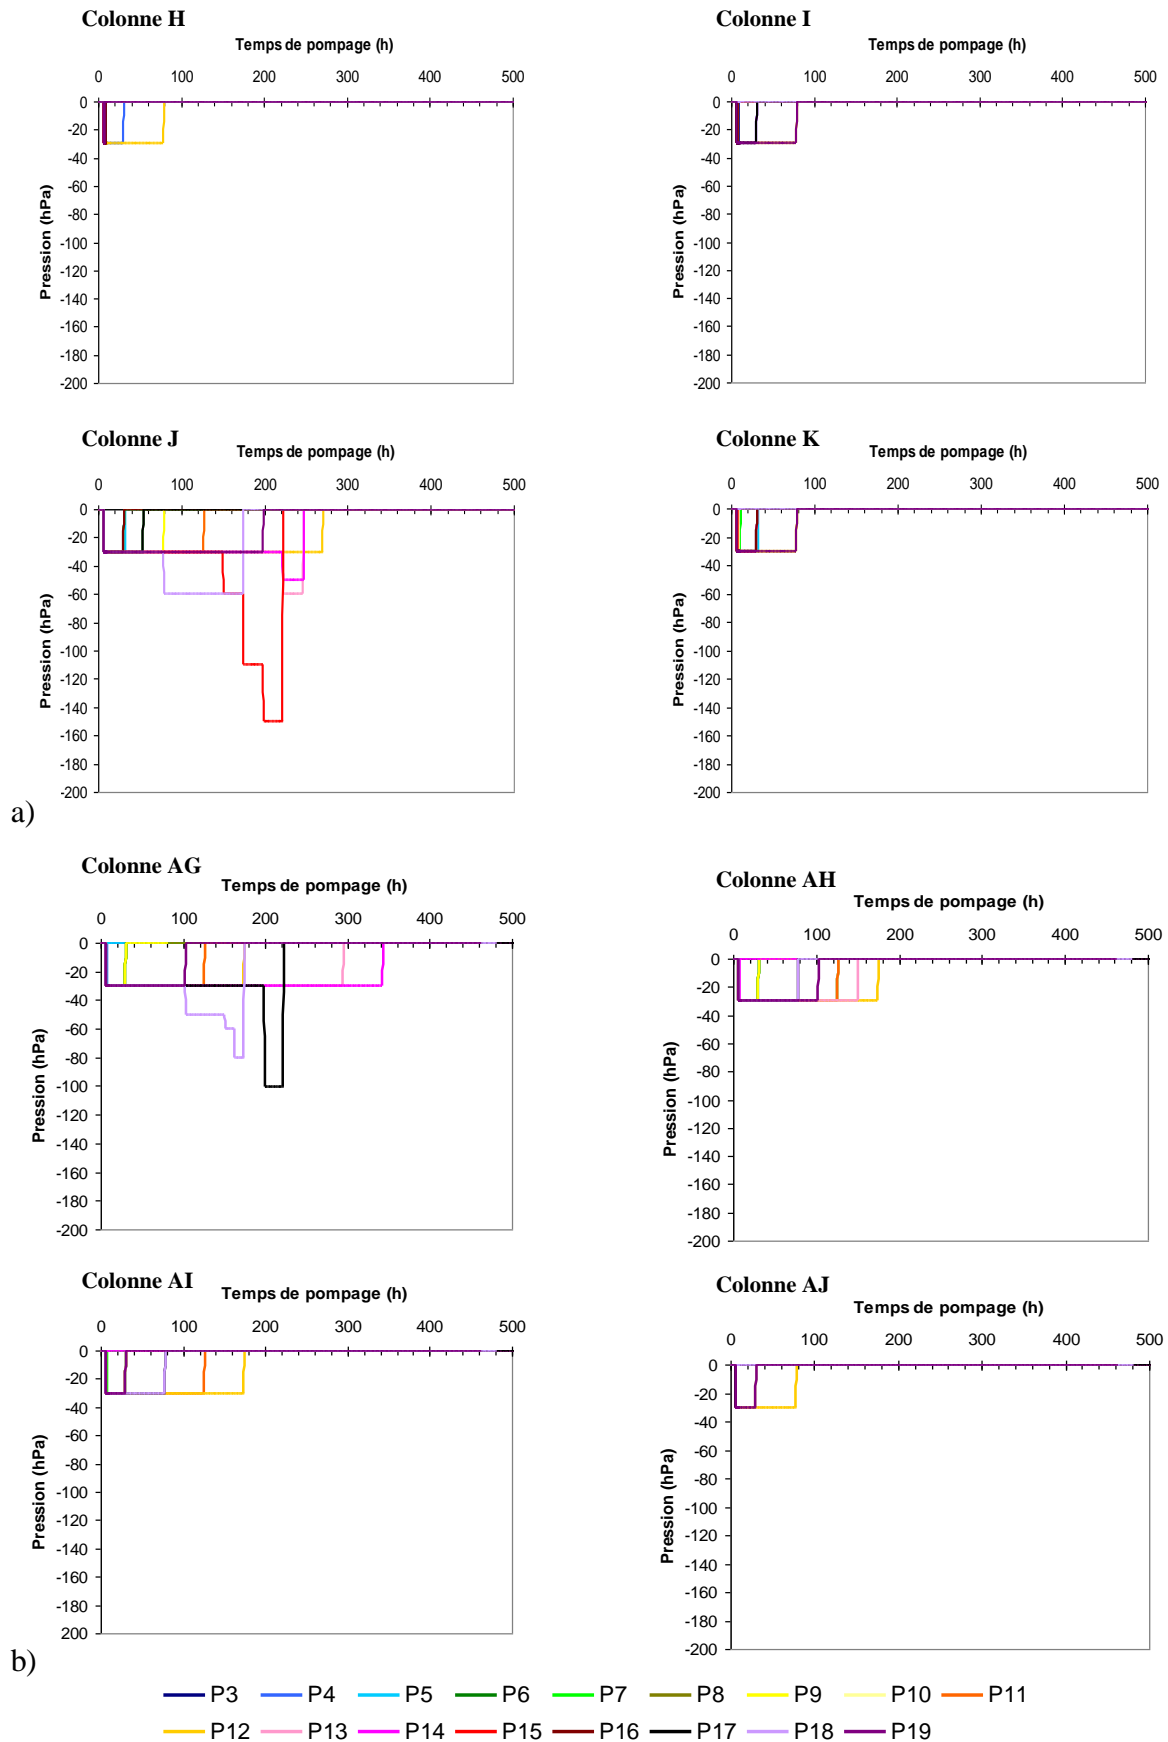 Colonne H
Temps de pompage (h)
0 100 200 300 400 500
0
-20
-40
-60
-80
-100
-120
-140
-160
-180
-200
Pression (hPa)
Colonne I
Temps de pompage (h)
0 100 200 300 400 500
0
-20
-40
-60
-80
-100
-120
-140
-160
-180
-200
Pression (hPa)
Colonne J
Temps de pompage (h)
0 100 200 300 400 500
0
-20
-40
-60
-80
-100
-120
-140
-160
-180
-200
Pression (hPa)
Colonne K
Temps de pompage (h)
0 100 200 300 400 500
0
-20
-40
-60
-80
-100
-120
-140
-160
-180
-200
Pression (hPa)
a)
Colonne AG
Temps de pompage (h)
0 100 200 300 400 500
0
-20
-40
-60
-80
-100
-120
-140
-160
-180
-200
Pression (hPa)
Colonne AH
Temps de pompage (h)
0 100 200 300 400 500
0
-20
-40
-60
-80
-100
-120
-140
-160
-180
-200
Pression (hPa)
Colonne AI
Temps de pompage (h)
0 100 200 300 400 500
0
-20
-40
-60
-80
-100
-120
-140
-160
-180
200
Pression (hPa)
Colonne AJ
Temps de pompage (h)
0 100 200 300 400 500
0
-20
-40
-60
-80
-100
-120
-140
-160
-180
-200
Pression (hPa)
b)
P3 P4 P5 P6 P7 P8 P9 P10 P11
P12 P13 P14 P15 P16 P17 P18 P19